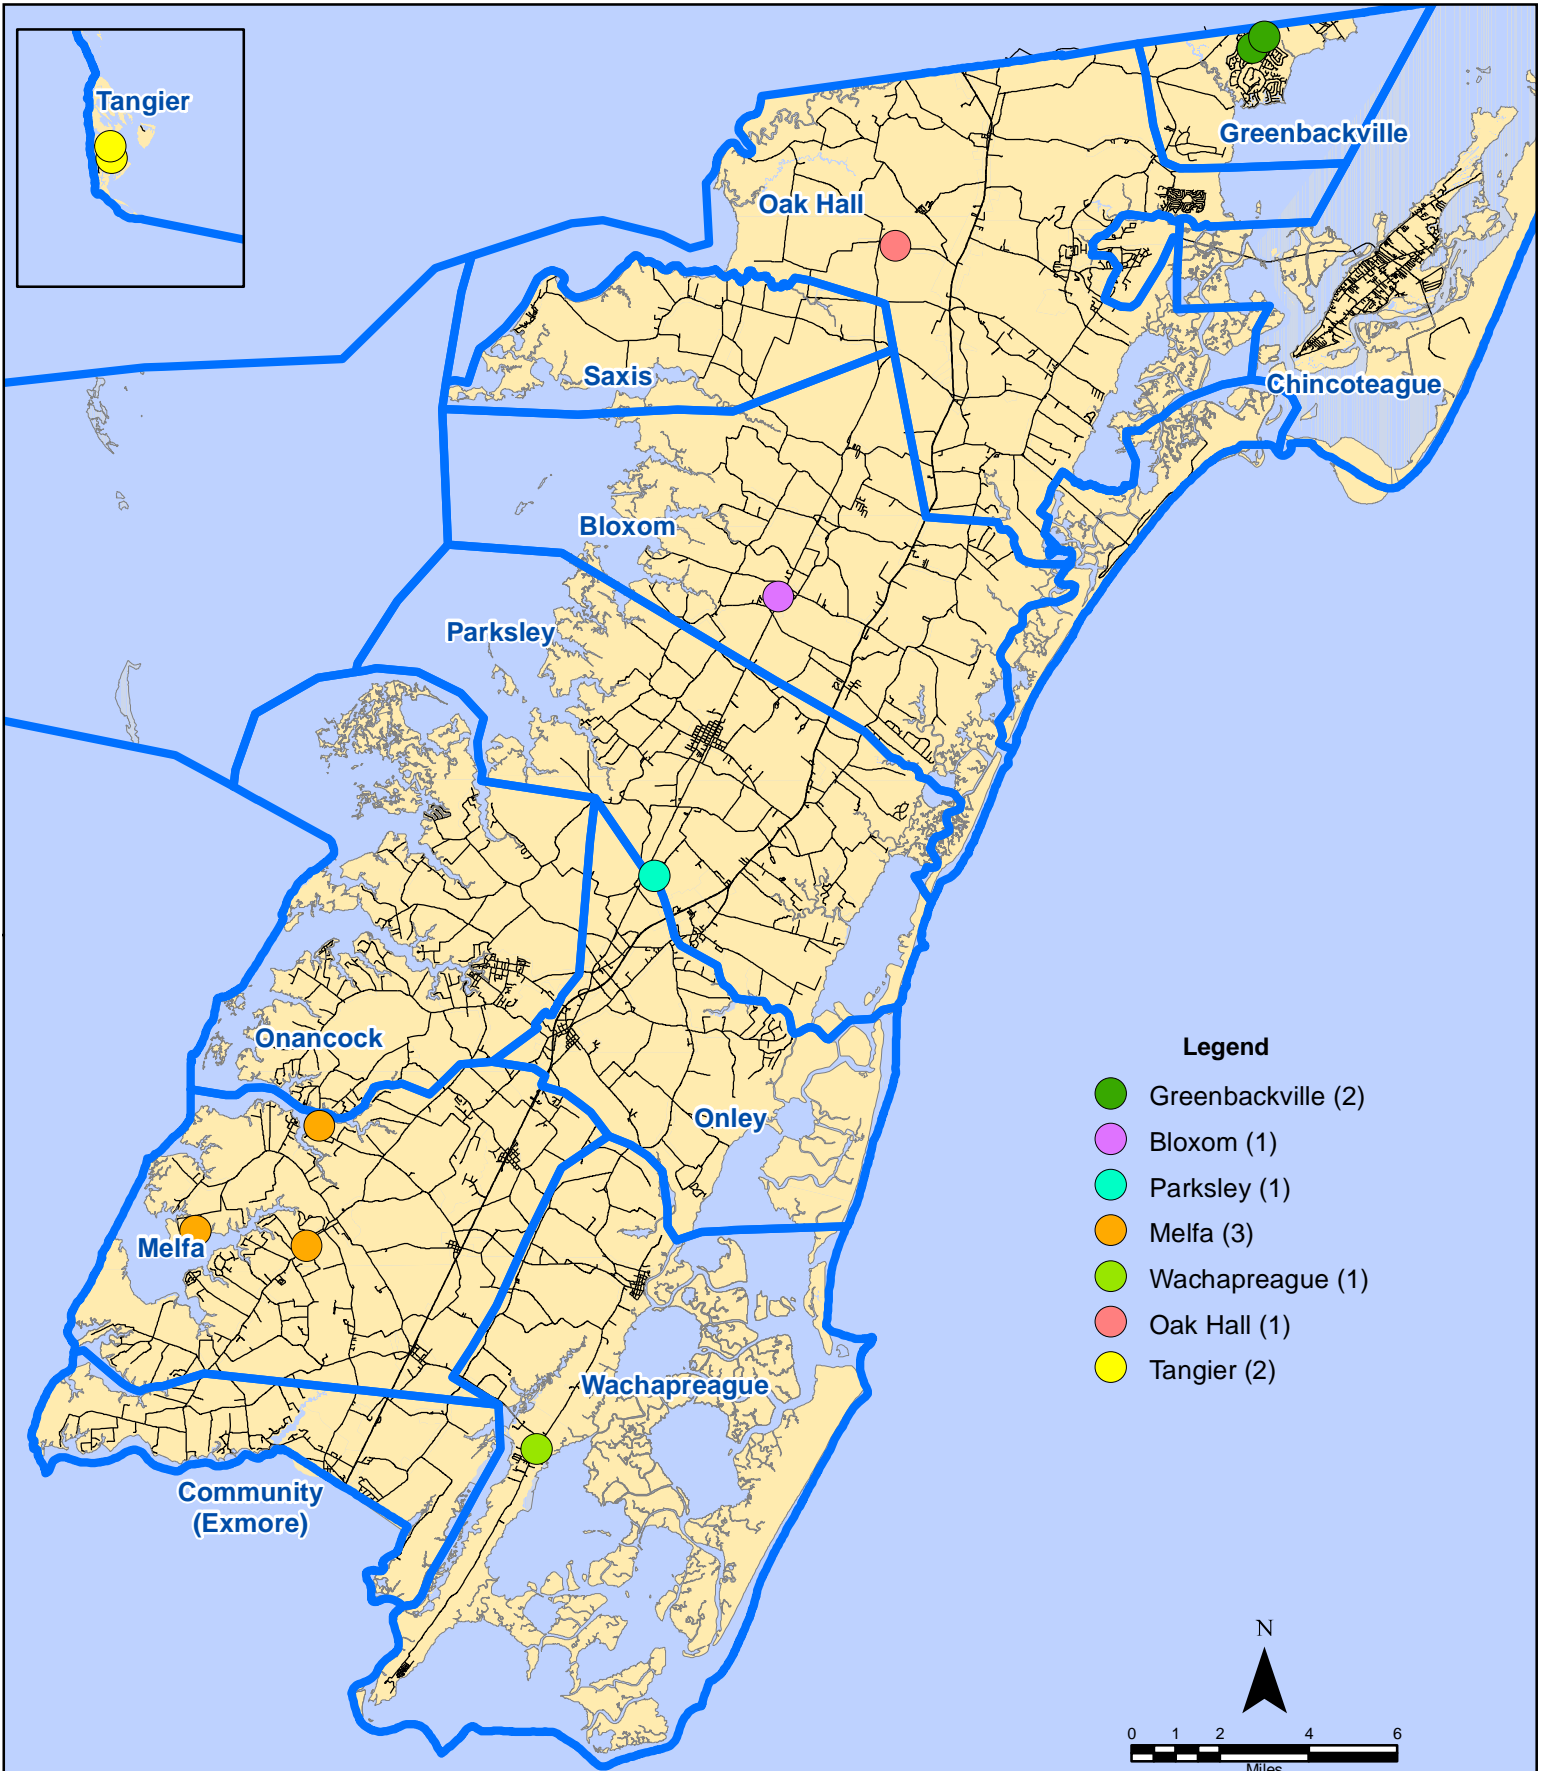 Tangier
Greenbackville
Oak Hall
Saxis
Chincoteague
Bloxom
Parksley
Onancock
Onley
Melfa
Wachapreague
Community
(Exmore)
Legend
Greenbackville (2)
Bloxom (1)
Parksley (1)
Melfa (3)
Wachapreague (1)
Oak Hall (1)
Tangier (2)
N
0 1 2 4 6
Miles